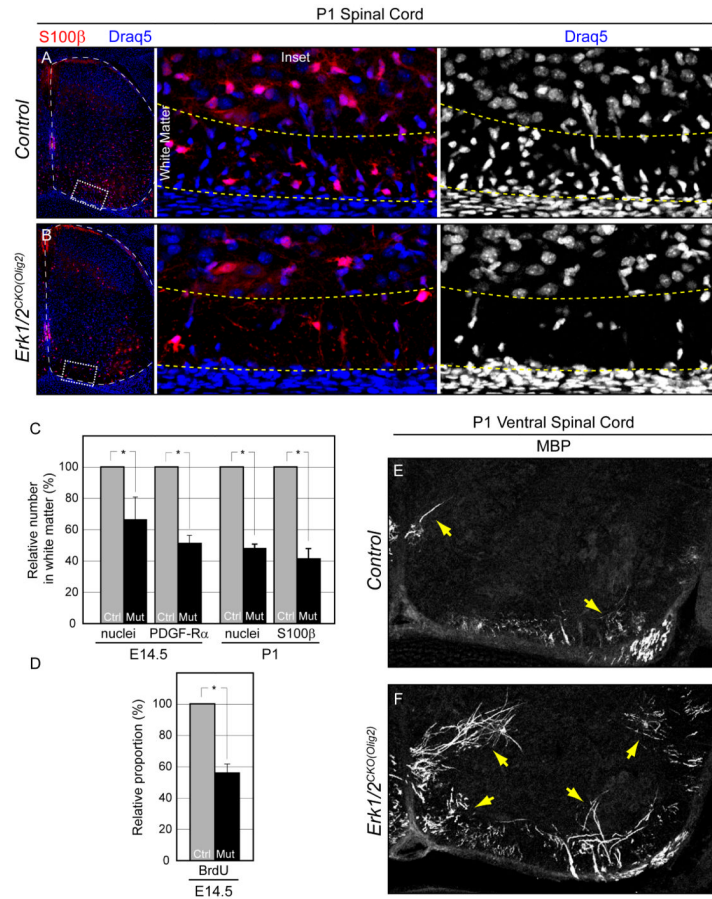 P1 Spinal Cord
S100β Draq5 Draq5
A
Inset
Control
White Matter
B
Erk1/2CKO(Olig2)
C
Relative number
in white matter (%)
100
80
60
40
20
0
Ctrl Mut Ctrl Mut Ctrl Mut Ctrl Mut
* * * *
nuclei PDGF-Rα nuclei S100β
E14.5 P1
D
Relative proportion (%)
100
80
60
40
20
0
*
Ctrl Mut
BrdU
E14.5
P1 Ventral Spinal Cord
MBP
E
Control
F
Erk1/2CKO(Olig2)